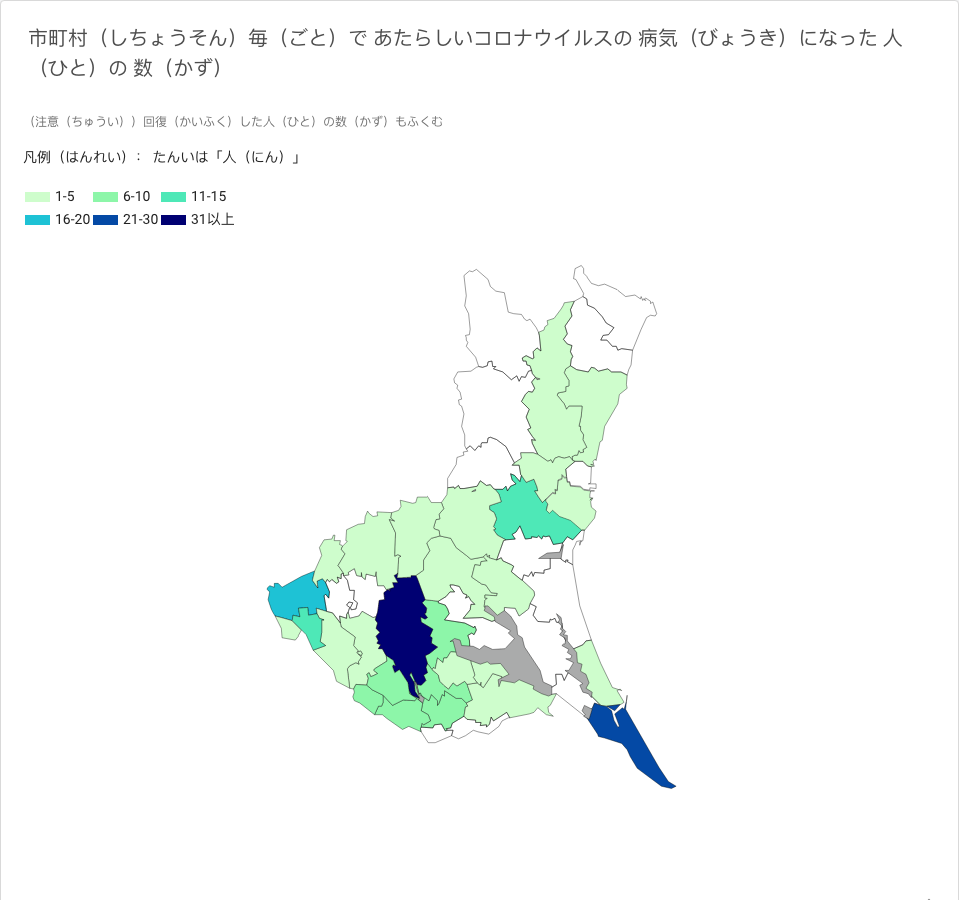 市町村（しちょうそん）毎（ごと）で あたらしいコロナウイルスの 病気（びょうき）になった 人
（ひと）の 数（かず）
（注意（ちゅうい））回復（かいふく）した人（ひと）の数（かず）もふくむ
凡例（はんれい）： たんいは「人（にん）」
1-5 6-10 11-15
16-20 21-30 31以上